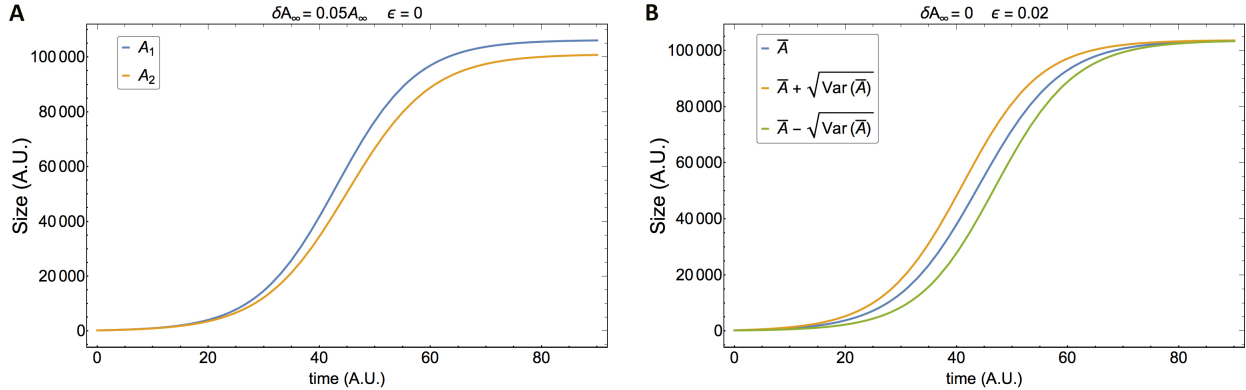 A
δA∞ = 0.05A∞ ϵ = 0
A₁
A₂
Size (A.U.)
100 000
80 000
60 000
40 000
20 000
0
0 20 40 60 80
time (A.U.)
B
δA∞ = 0 ϵ = 0.02
A̅
A̅ + √Var (A̅)
A̅ − √Var (A̅)
Size (A.U.)
100 000
80 000
60 000
40 000
20 000
0
0 20 40 60 80
time (A.U.)